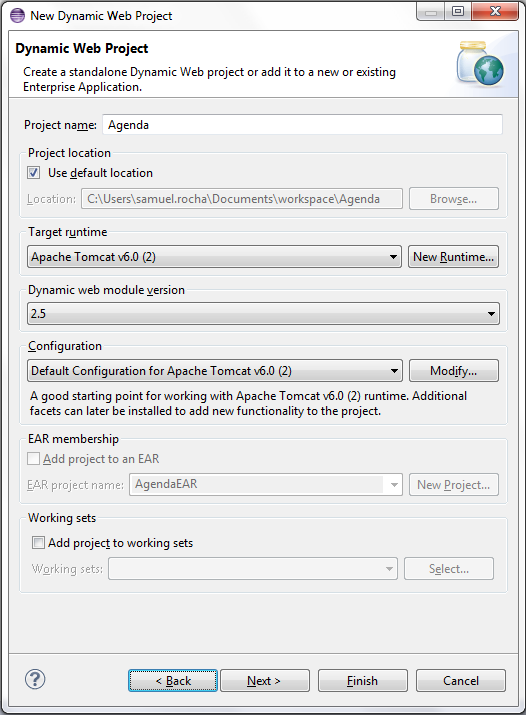 New Dynamic Web Project
Dynamic Web Project
Create a standalone Dynamic Web project or add it to a new or existing
Enterprise Application.
Project name: Agenda
Project location
Use default location
Location: C:\Users\samuel.rocha\Documents\workspace\Agenda Browse...
Target runtime
Apache Tomcat v6.0 (2) New Runtime...
Dynamic web module version
2.5
Configuration
Default Configuration for Apache Tomcat v6.0 (2) Modify...
A good starting point for working with Apache Tomcat v6.0 (2) runtime. Additional
facets can later be installed to add new functionality to the project.
EAR membership
Add project to an EAR
EAR project name: AgendaEAR New Project...
Working sets
Add project to working sets
Working sets: Select...
? < Back Next > Finish Cancel